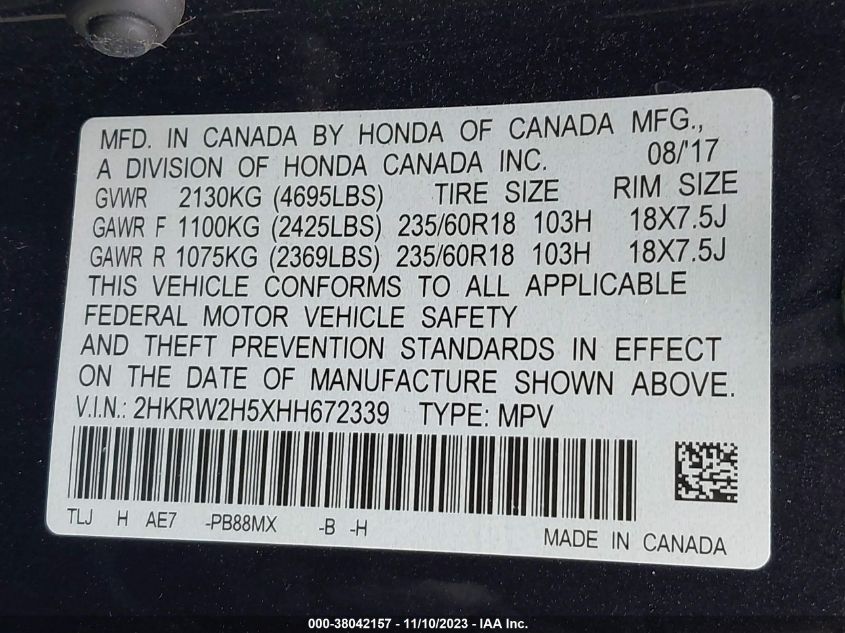 MFD. IN CANADA BY HONDA OF CANADA MFG.,
A DIVISION OF HONDA CANADA INC. 08/'17
GVWR 2130KG (4695LBS) TIRE SIZE RIM SIZE
GAWR F 1100KG (2425LBS) 235/60R18 103H 18X7.5J
GAWR R 1075KG (2369LBS) 235/60R18 103H 18X7.5J
THIS VEHICLE CONFORMS TO ALL APPLICABLE
FEDERAL MOTOR VEHICLE SAFETY
AND THEFT PREVENTION STANDARDS IN EFFECT
ON THE DATE OF MANUFACTURE SHOWN ABOVE.
V.I.N.: 2HKRW2H5XHH672339 TYPE: MPV
TLJ H AE7 -PB88MX -B -H
MADE IN CANADA
000-38042157 - 11/10/2023 - IAA Inc.